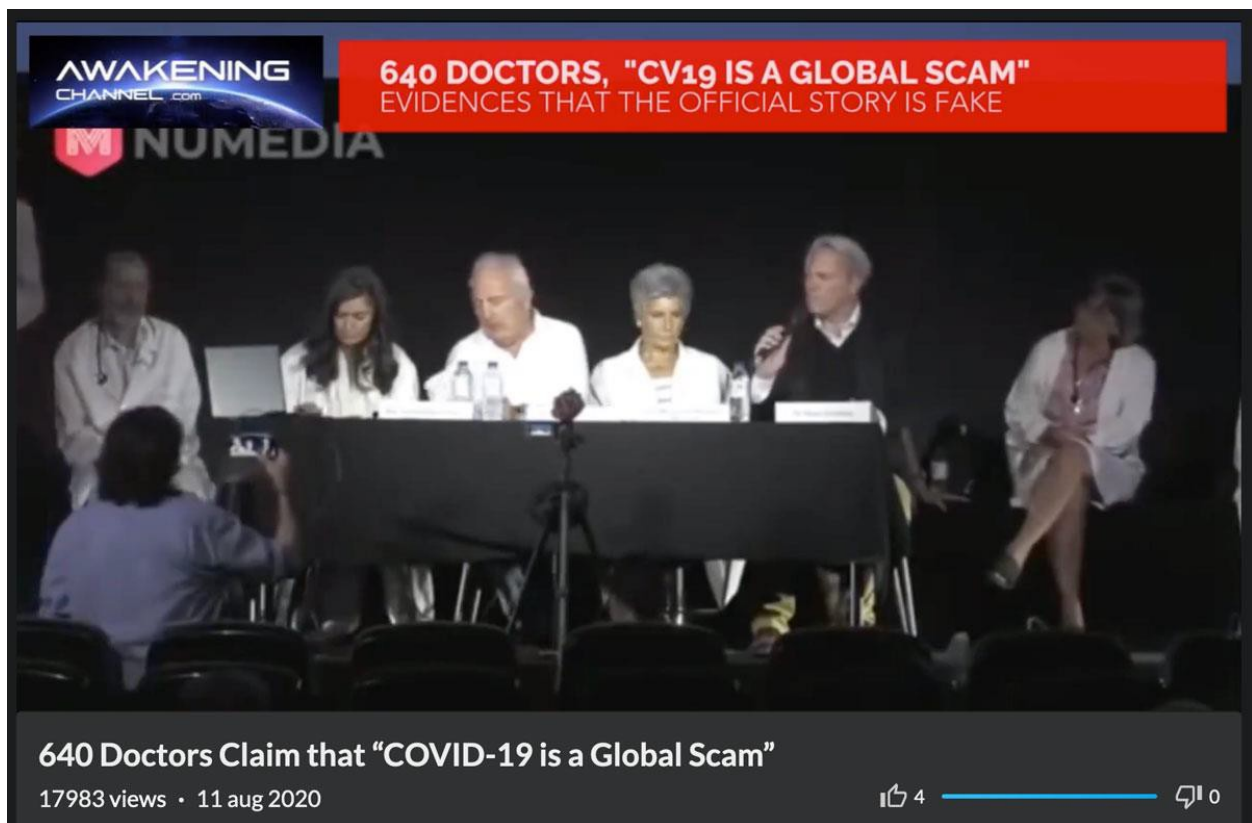 AWAKENING
CHANNEL .com
640 DOCTORS, "CV19 IS A GLOBAL SCAM"
EVIDENCES THAT THE OFFICIAL STORY IS FAKE
NUMEDIA
640 Doctors Claim that “COVID-19 is a Global Scam”
17983 views · 11 aug 2020
4
0